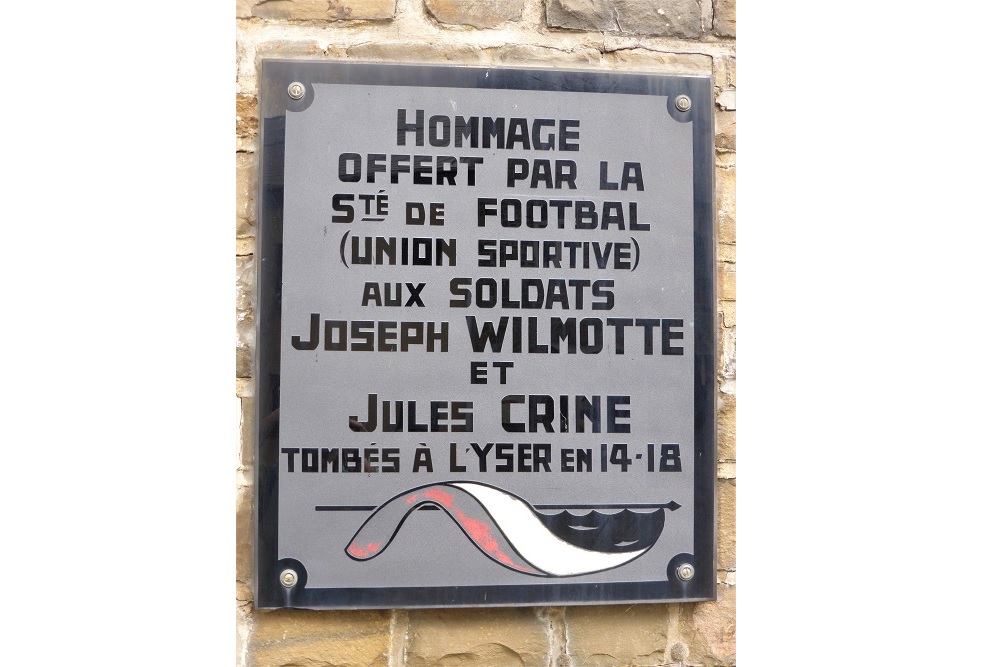 HOMMAGE
OFFERT PAR LA
STÉ DE FOOTBAL
(UNION SPORTIVE)
AUX SOLDATS
JOSEPH WILMOTTE
ET
JULES CRINE
TOMBÉS À L'YSER EN 14-18